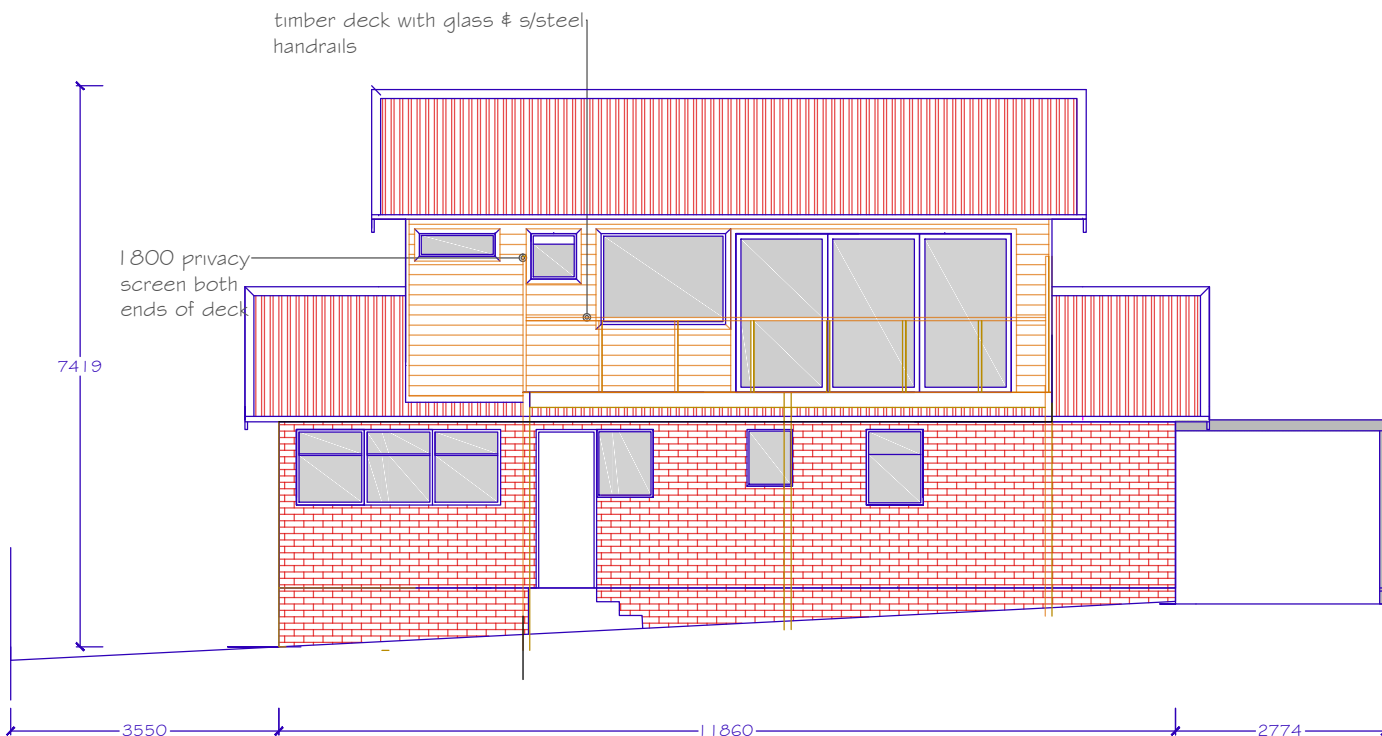 timber deck with glass & s/steel
handrails
1800 privacy
screen both
ends of deck
7419
3550
11860
2774